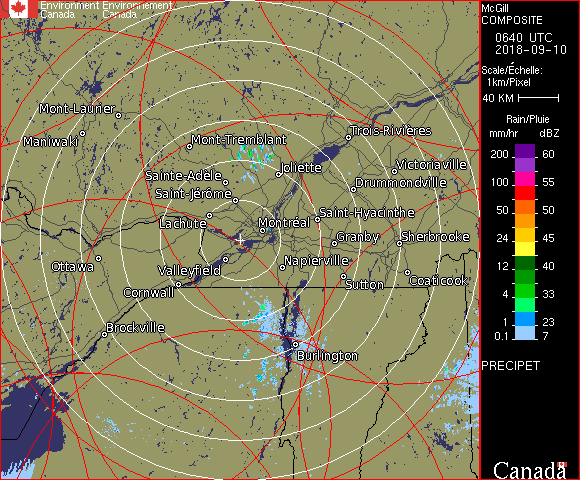 Environment Environnement
Canada Canada
McGill
COMPOSITE
0640 UTC
2018-09-10
Scale/Échelle:
1km/Pixel
40 KM
Rain/Pluie
mm/hr dBZ
200 60
150 57
100 55
50 50
24 45
12 40
4 33
1 23
0.1 7
PRECIPET
Canada
Mont-Laurier
Maniwaki
Mont-Tremblant
Trois-Rivières
Joliette
Victoriaville
Sainte-Adèle
Drummondville
Saint-Jérôme
Lachute
Montréal
Saint-Hyacinthe
Granby
Sherbrooke
Ottawa
Valleyfield
Napierville
Cornwall
Sutton
Coaticook
Brockville
Burlington